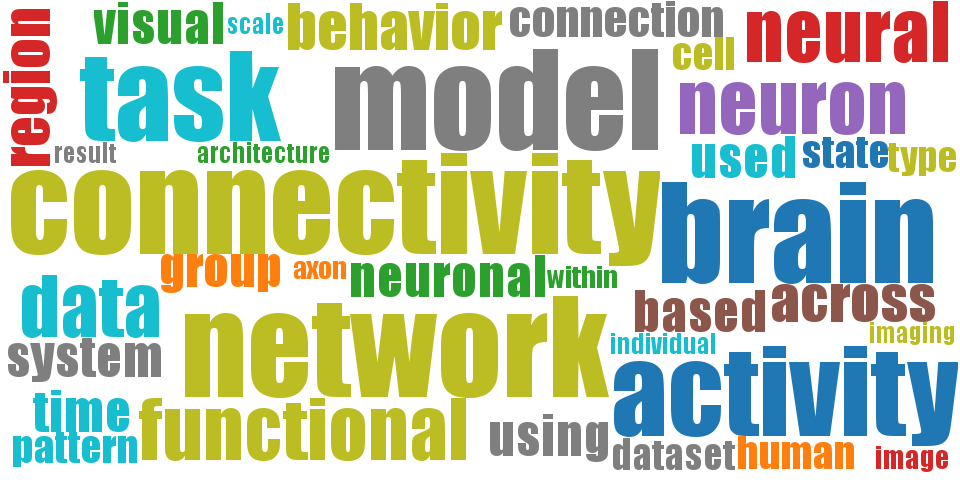 region
visual
scale
behavior
connection
neural
cell
task
model
neuron
result
architecture
used
state
type
connectivity
brain
group
axon
neuronal
within
data
based
across
network
imaging
system
individual
activity
time
functional
pattern
using
dataset
human
image